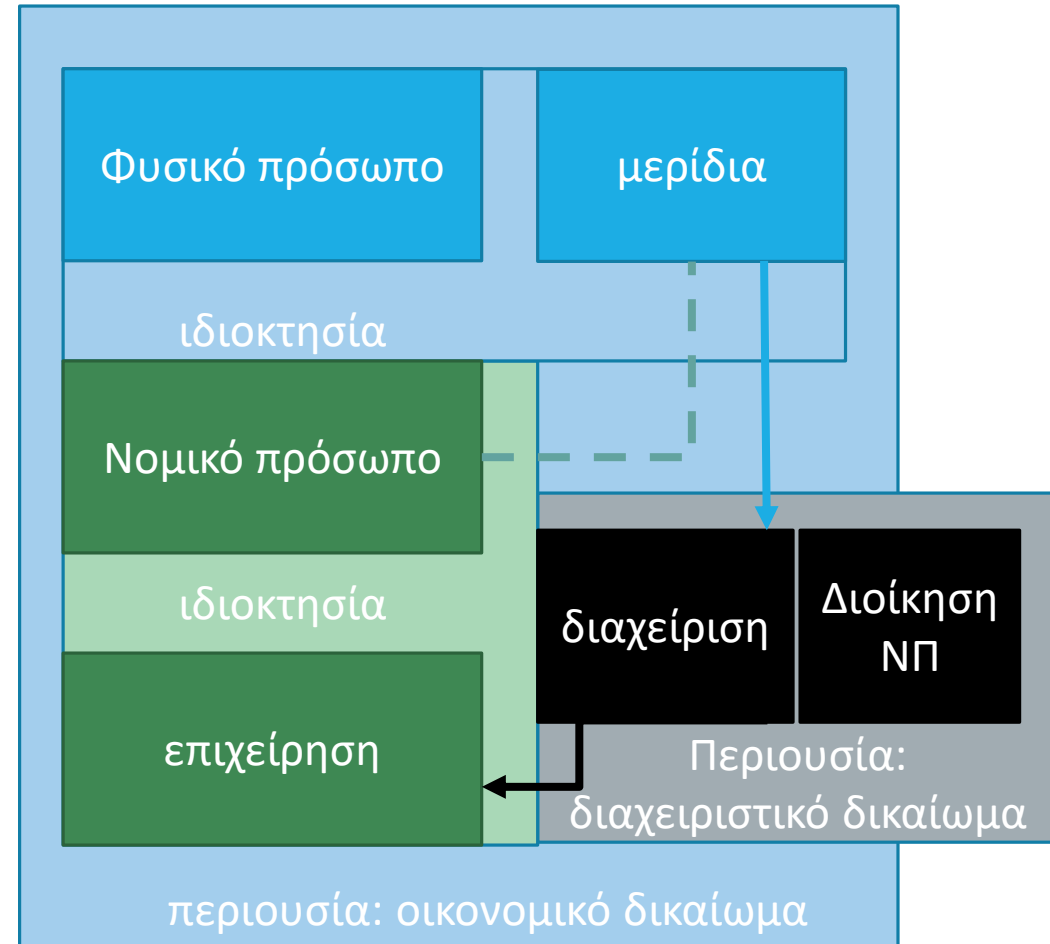 Φυσικό πρόσωπο
μερίδια
ιδιοκτησία
Νομικό πρόσωπο
ιδιοκτησία
διαχείριση
Διοίκηση
ΝΠ
επιχείρηση
Περιουσία:
διαχειριστικό δικαίωμα
περιουσία: οικονομικό δικαίωμα